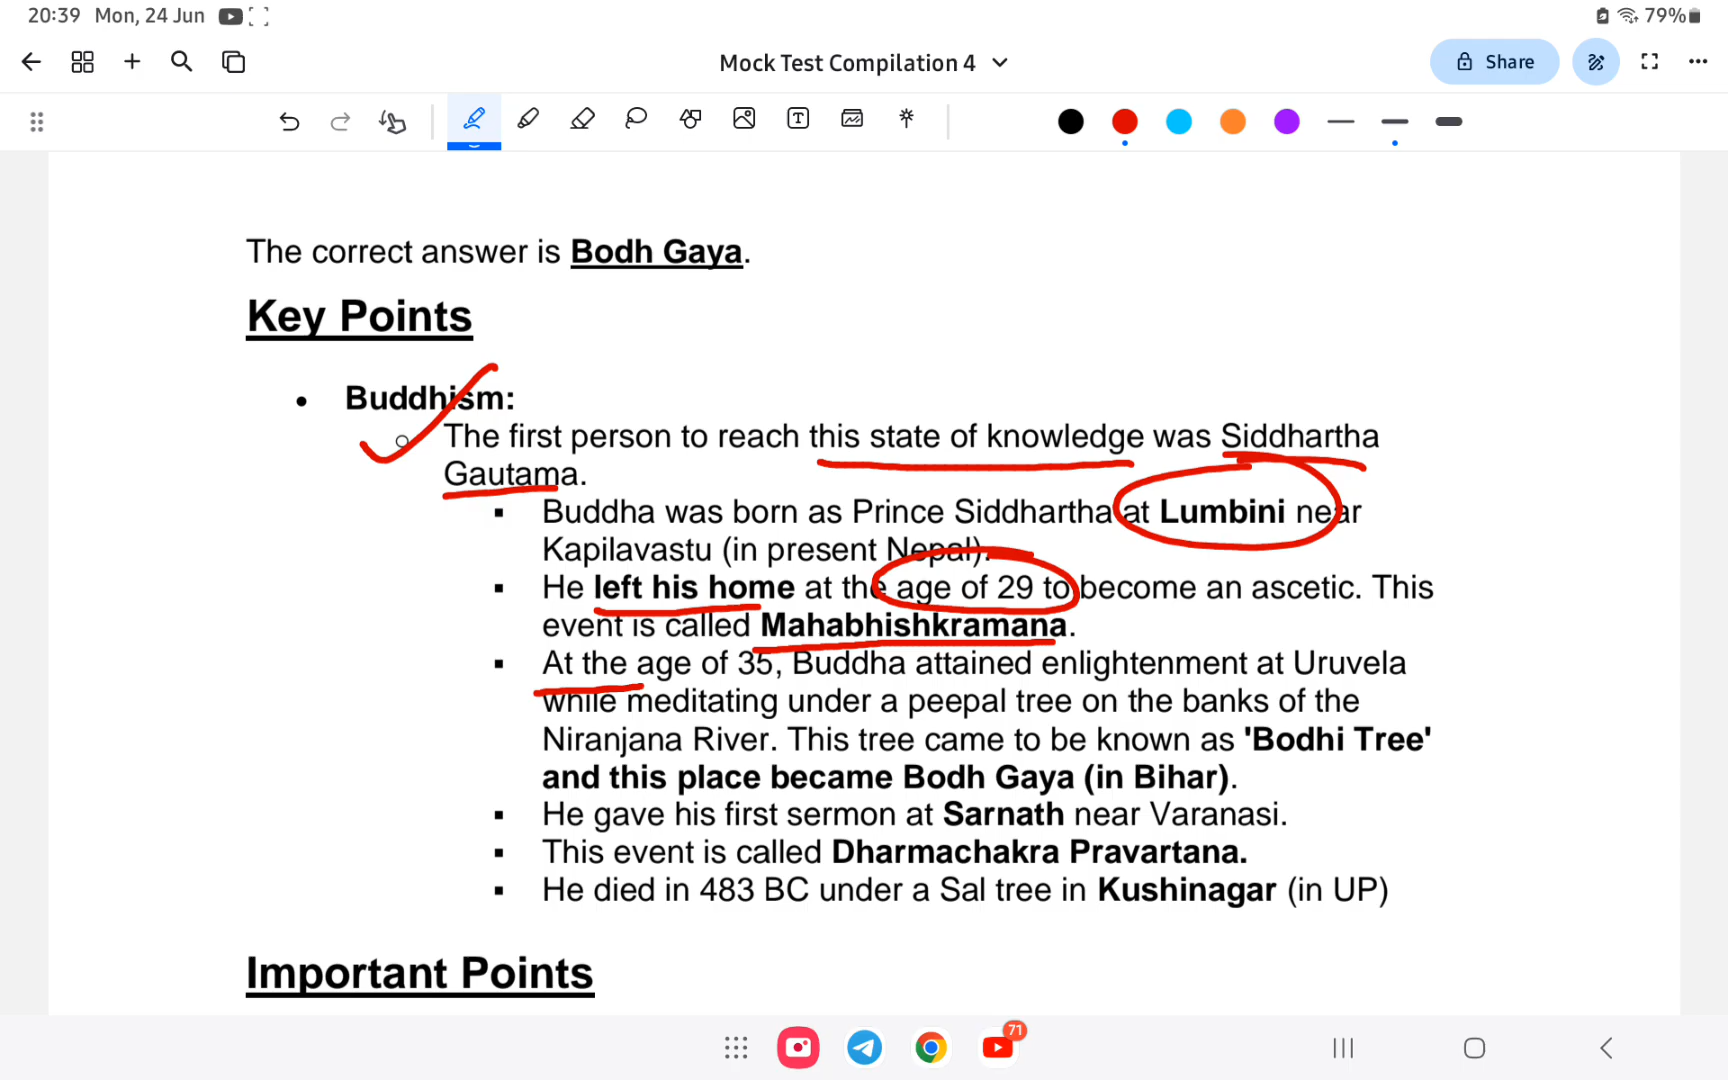 20:39 Mon, 24 Jun
79%
Mock Test Compilation 4
Share
The correct answer is Bodh Gaya.
Key Points
• Buddhism:
○ The first person to reach this state of knowledge was Siddhartha
Gautama.
▪ Buddha was born as Prince Siddhartha at Lumbini near
Kapilavastu (in present Nepal).
▪ He left his home at the age of 29 to become an ascetic. This
event is called Mahabhishkramana.
▪ At the age of 35, Buddha attained enlightenment at Uruvela
while meditating under a peepal tree on the banks of the
Niranjana River. This tree came to be known as 'Bodhi Tree'
and this place became Bodh Gaya (in Bihar).
▪ He gave his first sermon at Sarnath near Varanasi.
▪ This event is called Dharmachakra Pravartana.
▪ He died in 483 BC under a Sal tree in Kushinagar (in UP)
Important Points
71